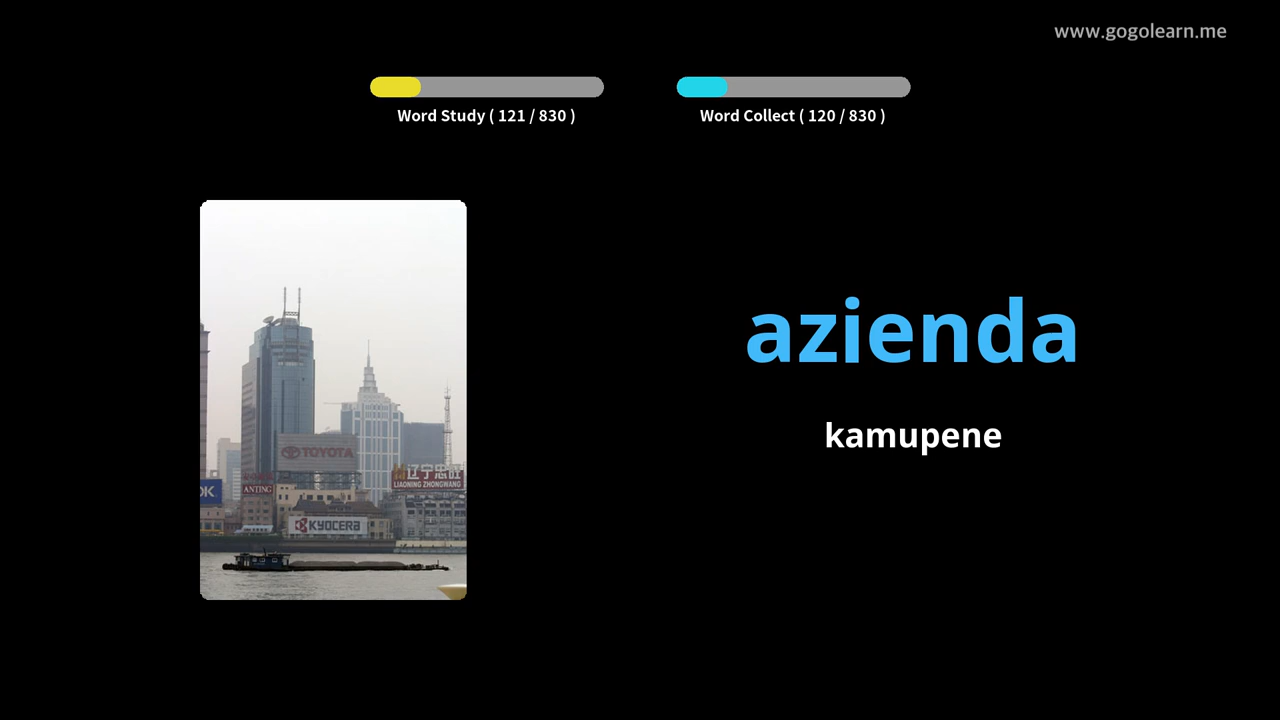 www.gogolearn.me
Word Study ( 121 / 830 )
Word Collect ( 120 / 830 )
azienda
kamupene
TOYOTA
辽宁忠旺
LIAONING ZHONGWANG
ANTING
KYOCERA